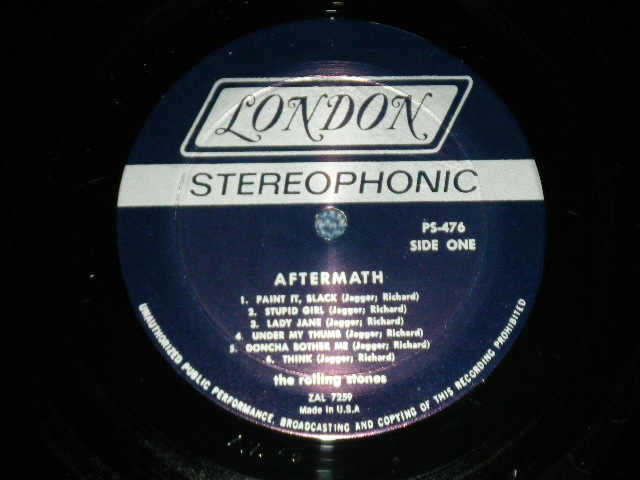 LONDON
STEREOPHONIC
PS-476
SIDE ONE
AFTERMATH
1. PAINT IT, BLACK (Jagger; Richard)
2. STUPID GIRL (Jagger; Richard)
3. LADY JANE (Jagger; Richard)
4. UNDER MY THUMB (Jagger; Richard)
5. DONCHA BOTHER ME (Jagger; Richard)
6. THINK (Jagger; Richard)
the rolling stones
ZAL 7259
Made in U.S.A
UNAUTHORIZED PUBLIC PERFORMANCE, BROADCASTING AND COPYING OF THIS RECORDING PROHIBITED